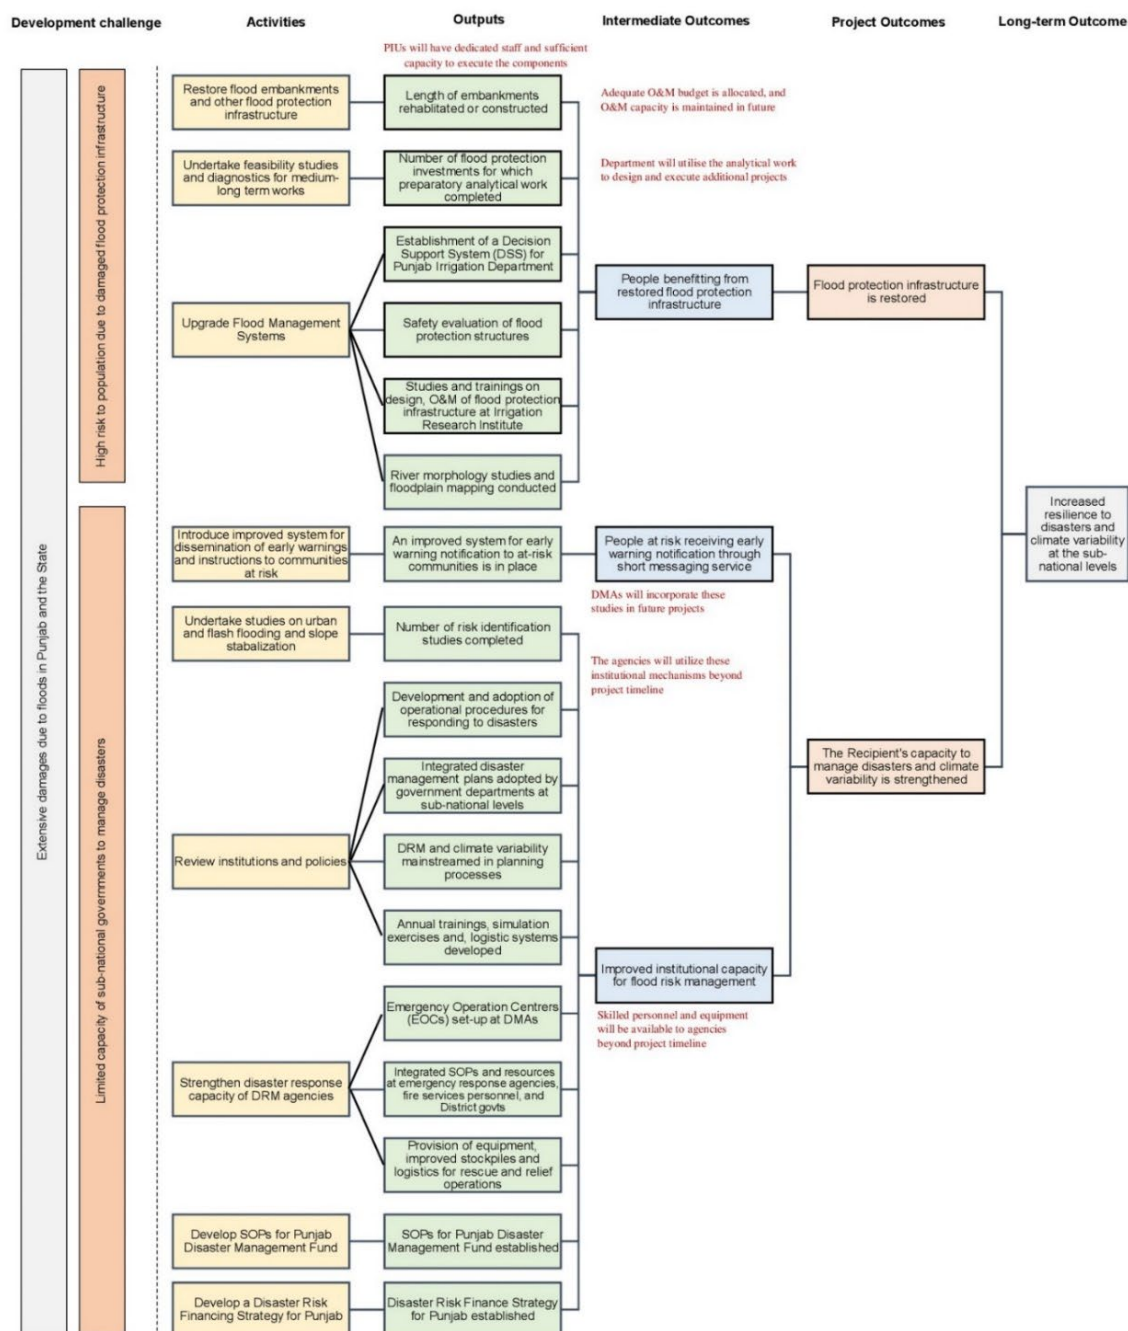 Development challenge
Activities
Outputs
Intermediate Outcomes
Project Outcomes
Long-term Outcome
Extensive damages due to floods in Punjab and the State
High risk to population due to damaged flood protection infrastructure
Limited capacity of sub-national governments to manage disasters
PIUs will have dedicated staff and sufficient
capacity to execute the components
Restore flood embankments
and other flood protection
infrastructure
Length of embankments
rehablitated or constructed
Adequate O&M budget is allocated, and
O&M capacity is maintained in future
Undertake feasibility studies
and diagnostics for medium-
long term works
Number of flood protection
investments for which
preparatory analytical work
completed
Department will utilise the analytical work
to design and execute additional projects
Upgrade Flood Management
Systems
Establishment of a Decision
Support System (DSS) for
Punjab Irrigation Department
Safety evaluation of flood
protection structures
Studies and trainings on
design, O&M of flood protection
infrastructure at Irrigation
Research Institute
River morphology studies and
floodplain mapping conducted
People benefitting from
restored flood protection
infrastructure
Flood protection infrastructure
is restored
Increased
resilience to
disasters and
climate variability
at the sub-
national levels
Introduce improved system for
dissemination of early warnings
and instructions to communities
at risk
An improved system for early
warning notification to at-risk
communities is in place
People at risk receiving early
warning notification through
short messaging service
DMAs will incorporate these
studies in future projects
Undertake studies on urban
and flash flooding and slope
stabalization
Number of risk identification
studies completed
The agencies will utilize these
institutional mechanisms beyond
project timeline
Review institutions and policies
Development and adoption of
operational procedures for
responding to disasters
Integrated disaster
management plans adopted by
government departments at
sub-national levels
DRM and climate variability
mainstreamed in planning
processes
Annual trainings, simulation
exercises and, logistic systems
developed
The Recipient's capacity to
manage disasters and climate
variability is strengthened
Improved institutional capacity
for flood risk management
Skilled personnel and equipment
will be available to agencies
beyond project timeline
Strengthen disaster response
capacity of DRM agencies
Emergency Operation Centrers
(EOCs) set-up at DMAs
Integrated SOPs and resources
at emergency response agencies,
fire services personnel, and
District govts
Provision of equipment,
improved stockpiles and
logistics for rescue and relief
operations
Develop SOPs for Punjab
Disaster Management Fund
SOPs for Punjab Disaster
Management Fund established
Develop a Disaster Risk
Financing Strategy for Punjab
Disaster Risk Finance Strategy
for Punjab established